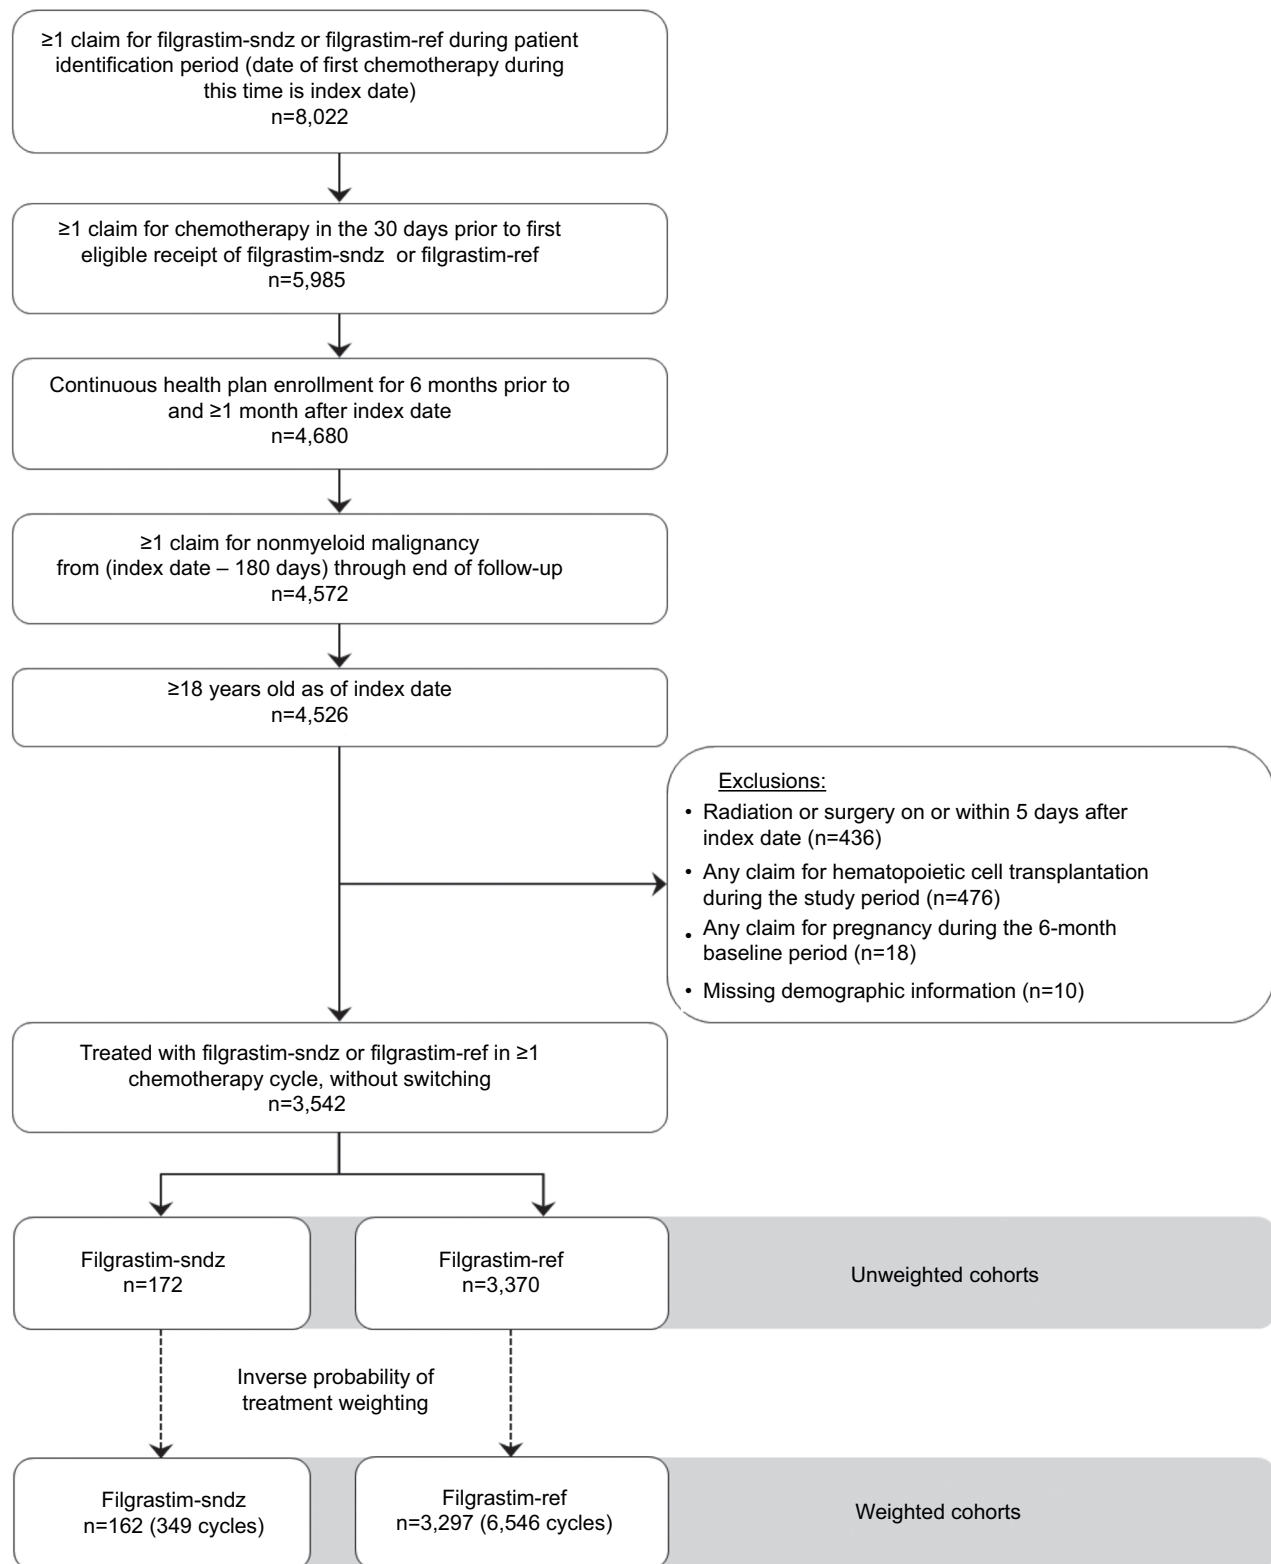 ≥1 claim for filgrastim-sndz or filgrastim-ref during patient
identification period (date of first chemotherapy during
this time is index date)
n=8,022
≥1 claim for chemotherapy in the 30 days prior to first
eligible receipt of filgrastim-sndz or filgrastim-ref
n=5,985
Continuous health plan enrollment for 6 months prior to
and ≥1 month after index date
n=4,680
≥1 claim for nonmyeloid malignancy
from (index date – 180 days) through end of follow-up
n=4,572
≥18 years old as of index date
n=4,526
Exclusions:
• Radiation or surgery on or within 5 days after
index date (n=436)
• Any claim for hematopoietic cell transplantation
during the study period (n=476)
• Any claim for pregnancy during the 6-month
baseline period (n=18)
• Missing demographic information (n=10)
Treated with filgrastim-sndz or filgrastim-ref in ≥1
chemotherapy cycle, without switching
n=3,542
Filgrastim-sndz
n=172
Filgrastim-ref
n=3,370
Unweighted cohorts
Inverse probability of
treatment weighting
Filgrastim-sndz
n=162 (349 cycles)
Filgrastim-ref
n=3,297 (6,546 cycles)
Weighted cohorts